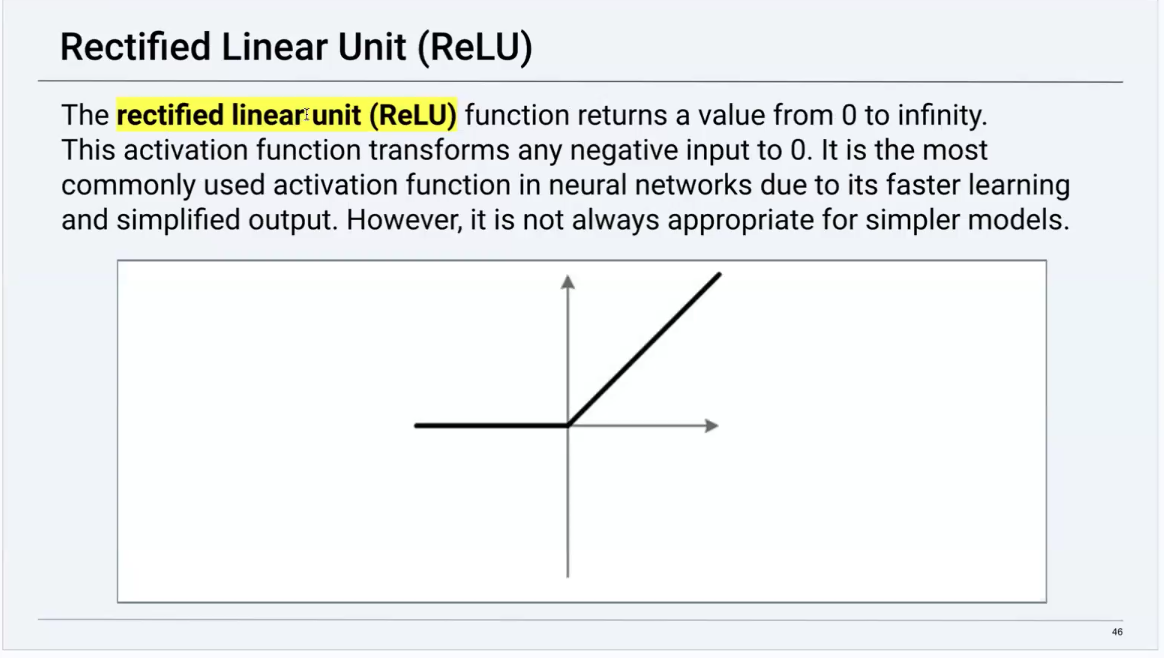 Rectified Linear Unit (ReLU)
The rectified linear unit (ReLU) function returns a value from 0 to infinity.
This activation function transforms any negative input to 0. It is the most
commonly used activation function in neural networks due to its faster learning
and simplified output. However, it is not always appropriate for simpler models.
46